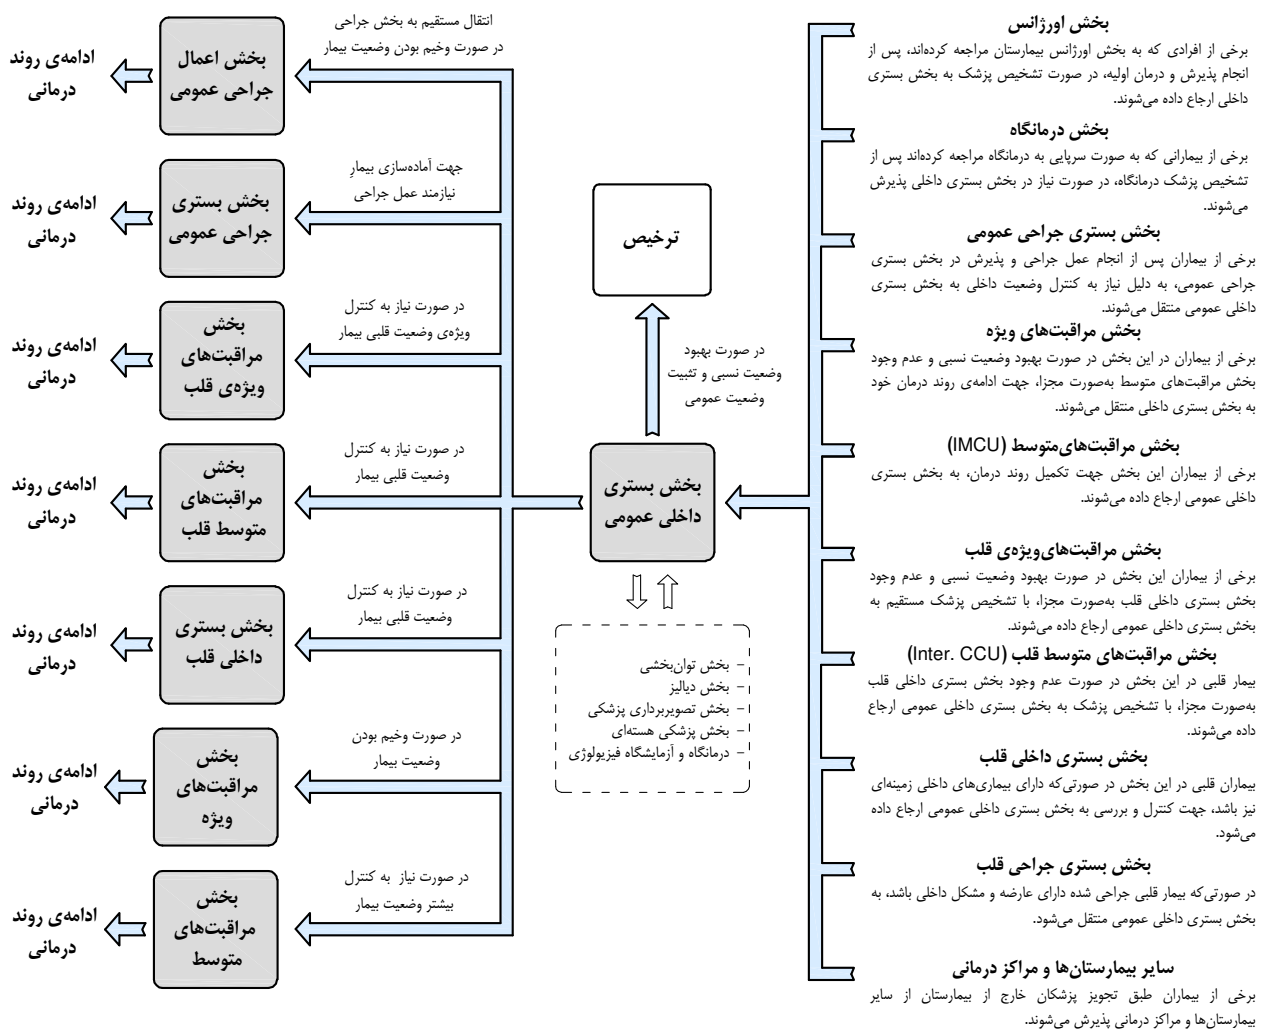 بخش اورژانس
برخی از افرادی که به بخش اورژانس بیمارستان مراجعه کرده‌اند، پس از
انجام پذیرش و درمان اولیه، در صورت تشخیص پزشک به بخش بستری
داخلی ارجاع داده می‌شوند.
بخش درمانگاه
برخی از بیمارانی که به صورت سرپایی به درمانگاه مراجعه کرده‌اند پس از
تشخیص پزشک درمانگاه، در صورت نیاز در بخش بستری داخلی پذیرش
می‌شوند.
بخش بستری جراحی عمومی
برخی از بیماران پس از انجام عمل جراحی و پذیرش در بخش بستری
جراحی عمومی، به دلیل نیاز به کنترل وضعیت داخلی به بخش بستری
داخلی عمومی منتقل می‌شوند.
بخش مراقبت‌های ویژه
برخی از بیماران در این بخش در صورت بهبود وضعیت نسبی و عدم وجود
بخش مراقبت‌های متوسط به‌صورت مجزا، جهت ادامه‌ی روند درمان خود
به بخش بستری داخلی منتقل می‌شوند.
بخش مراقبت‌های‌متوسط (IMCU)
برخی از بیماران این بخش جهت تکمیل روند درمان، به بخش بستری
داخلی عمومی ارجاع داده می‌شوند.
بخش مراقبت‌های‌ویژه‌ی قلب
برخی از بیماران این بخش در صورت بهبود وضعیت نسبی و عدم وجود
بخش بستری داخلی قلب به‌صورت مجزا، با تشخیص پزشک مستقیم به
بخش بستری داخلی عمومی ارجاع داده می‌شوند.
بخش مراقبت‌های متوسط قلب (Inter. CCU)
بیمار قلبی در این بخش در صورت عدم وجود بخش بستری داخلی قلب
به‌صورت مجزا، با تشخیص پزشک به بخش بستری داخلی عمومی ارجاع
داده می‌شوند.
بخش بستری داخلی قلب
بیماران قلبی در این بخش در صورتی‌که دارای بیماری‌های داخلی زمینه‌ای
نیز باشد، جهت کنترل و بررسی به بخش بستری داخلی عمومی ارجاع داده
می‌شود.
بخش بستری جراحی قلب
در صورتی‌که بیمار قلبی جراحی شده دارای عارضه و مشکل داخلی باشد، به
بخش بستری داخلی عمومی منتقل می‌شود.
سایر بیمارستان‌ها و مراکز درمانی
برخی از بیماران طبق تجویز پزشکان خارج از بیمارستان از سایر
بیمارستان‌ها و مراکز درمانی پذیرش می‌شوند.
ترخیص
در صورت بهبود
وضعیت نسبی و تثبیت
وضعیت عمومی
بخش بستری
داخلی عمومی
– بخش توان‌بخشی
– بخش دیالیز
– بخش تصویربرداری پزشکی
– بخش پزشکی هسته‌ای
– درمانگاه و آزمایشگاه فیزیولوژی
انتقال مستقیم به بخش جراحی
در صورت وخیم بودن وضعیت بیمار
بخش اعمال
جراحی عمومی
ادامه‌ی روند
درمانی
جهت آماده‌سازی بیمارِ
نیازمند عمل جراحی
بخش بستری
جراحی عمومی
ادامه‌ی روند
درمانی
در صورت نیاز به کنترل
ویژه‌ی وضعیت قلبی بیمار
بخش
مراقبت‌های
ویژه‌ی قلب
ادامه‌ی روند
درمانی
در صورت نیاز به کنترل
وضعیت قلبی بیمار
بخش
مراقبت‌های
متوسط قلب
ادامه‌ی روند
درمانی
در صورت نیاز به کنترل
وضعیت قلبی بیمار
بخش بستری
داخلی قلب
ادامه‌ی روند
درمانی
در صورت وخیم بودن
وضعیت بیمار
بخش
مراقبت‌های
ویژه
ادامه‌ی روند
درمانی
در صورت نیاز به کنترل
بیشتر وضعیت بیمار
بخش
مراقبت‌های
متوسط
ادامه‌ی روند
درمانی